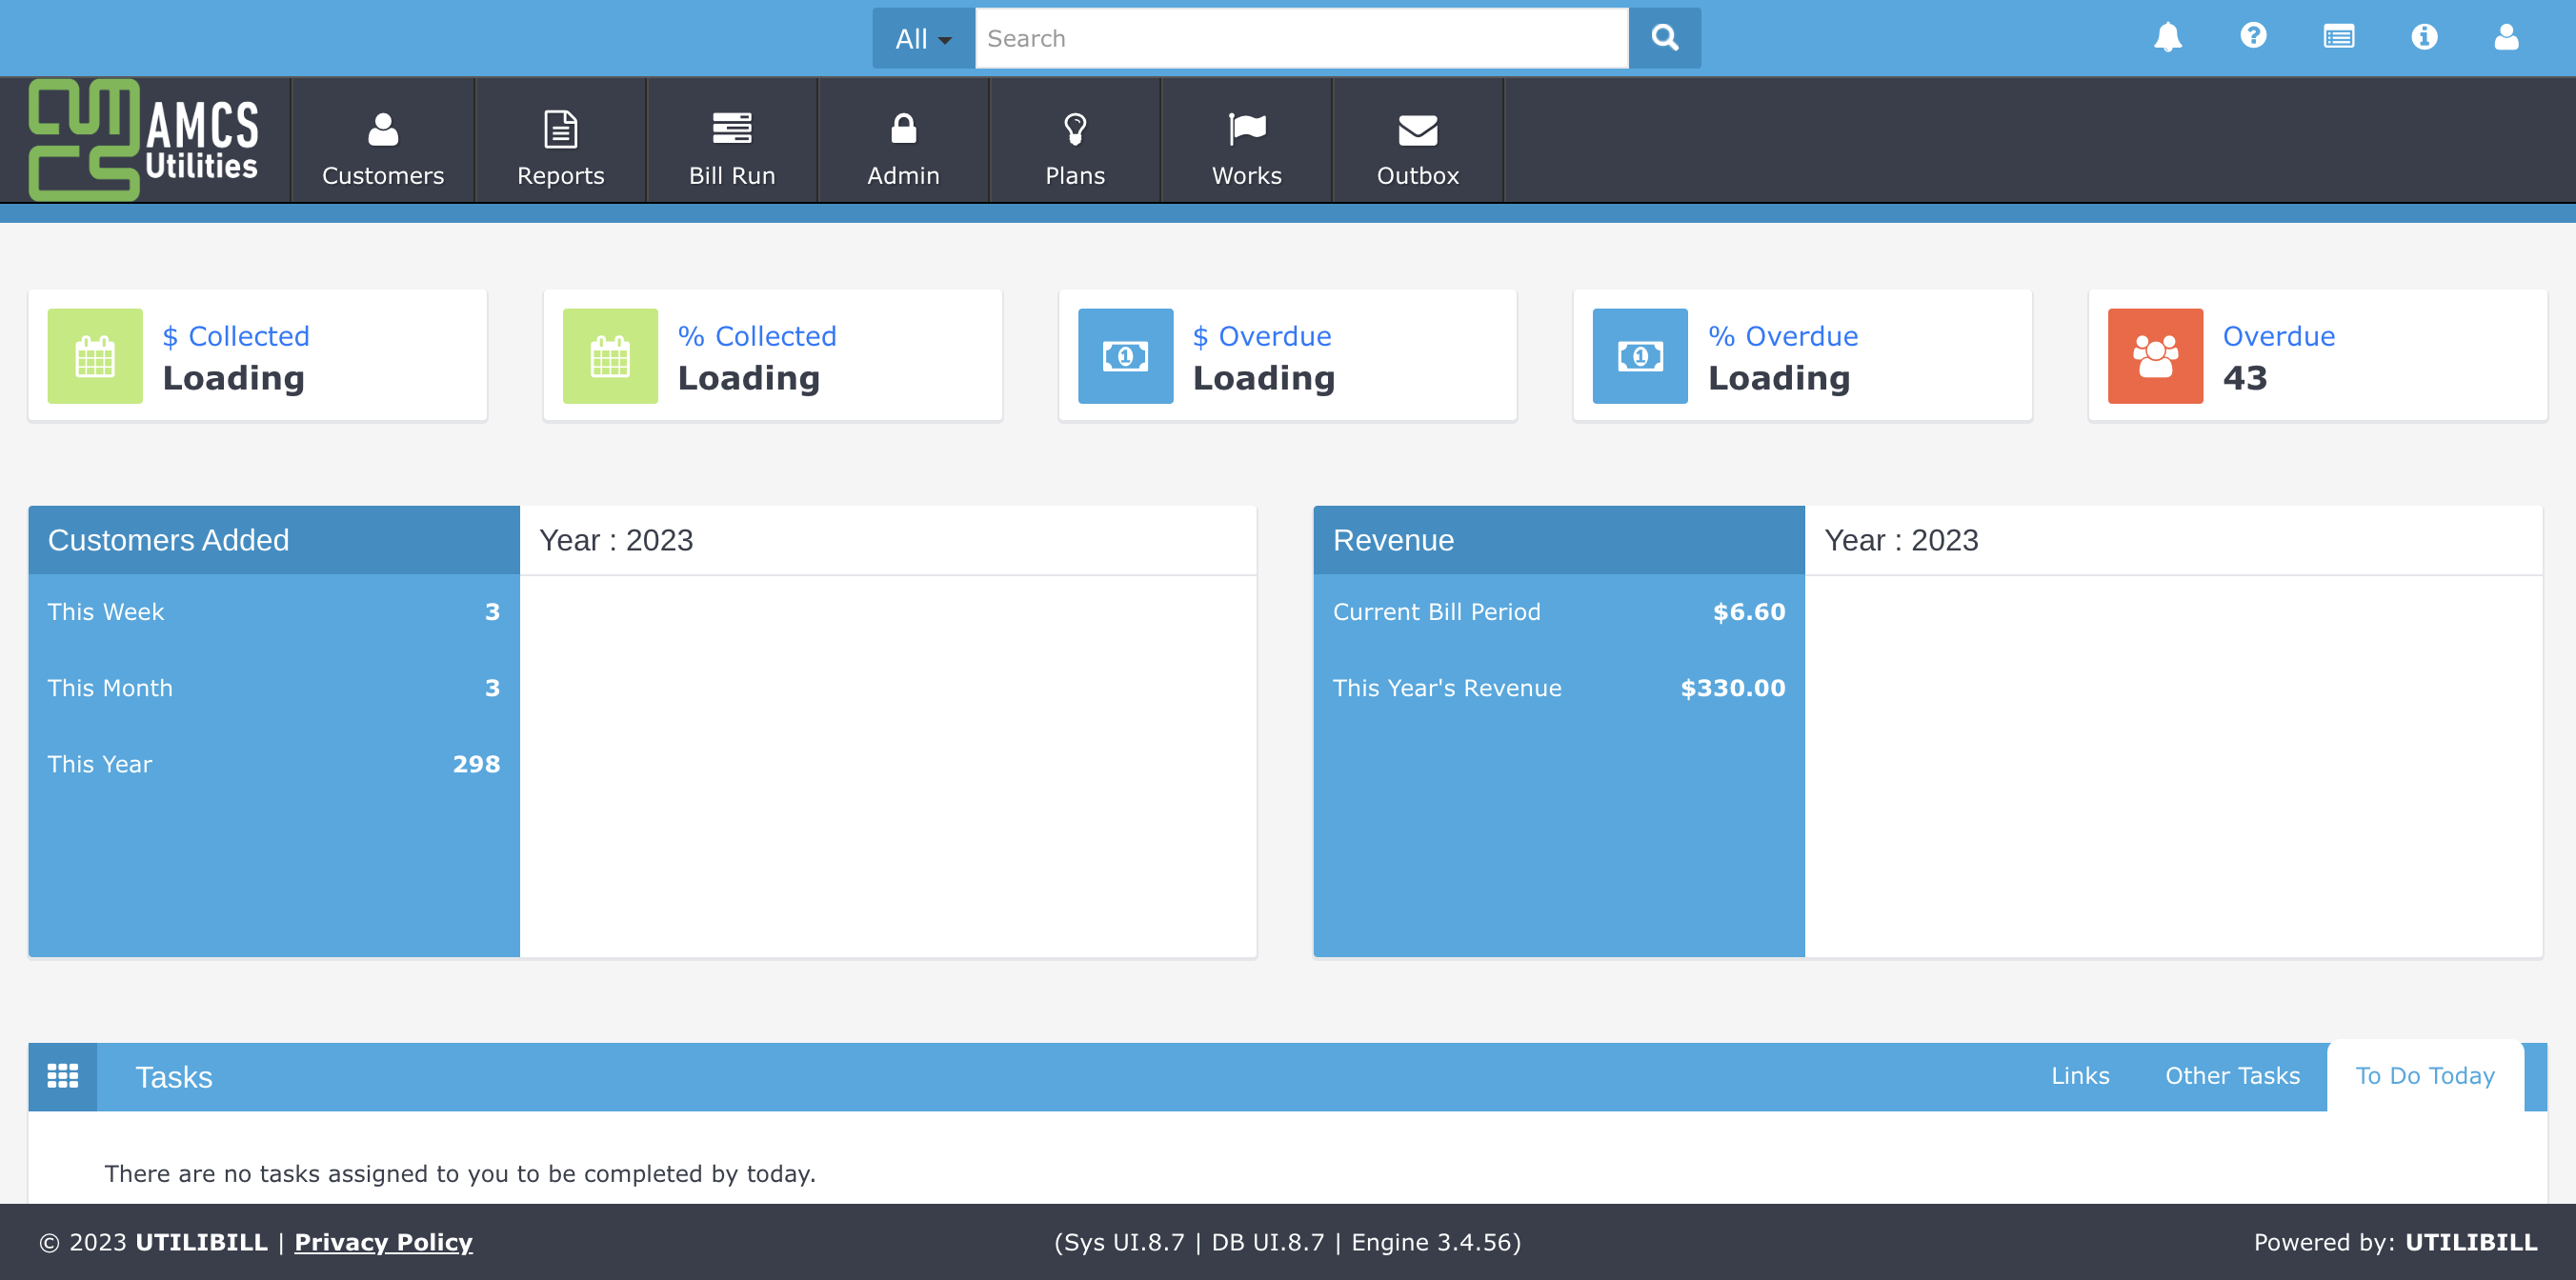 All
Search
AMCS
Utilities
Customers
Reports
Bill Run
Admin
Plans
Works
Outbox
$ Collected
Loading
% Collected
Loading
$ Overdue
Loading
% Overdue
Loading
Overdue
43
Customers Added
Year : 2023
This Week 3
This Month 3
This Year 298
Revenue
Year : 2023
Current Bill Period $6.60
This Year's Revenue $330.00
Tasks
Links
Other Tasks
To Do Today
There are no tasks assigned to you to be completed by today.
© 2023 UTILIBILL | Privacy Policy
(Sys UI.8.7 | DB UI.8.7 | Engine 3.4.56)
Powered by: UTILIBILL